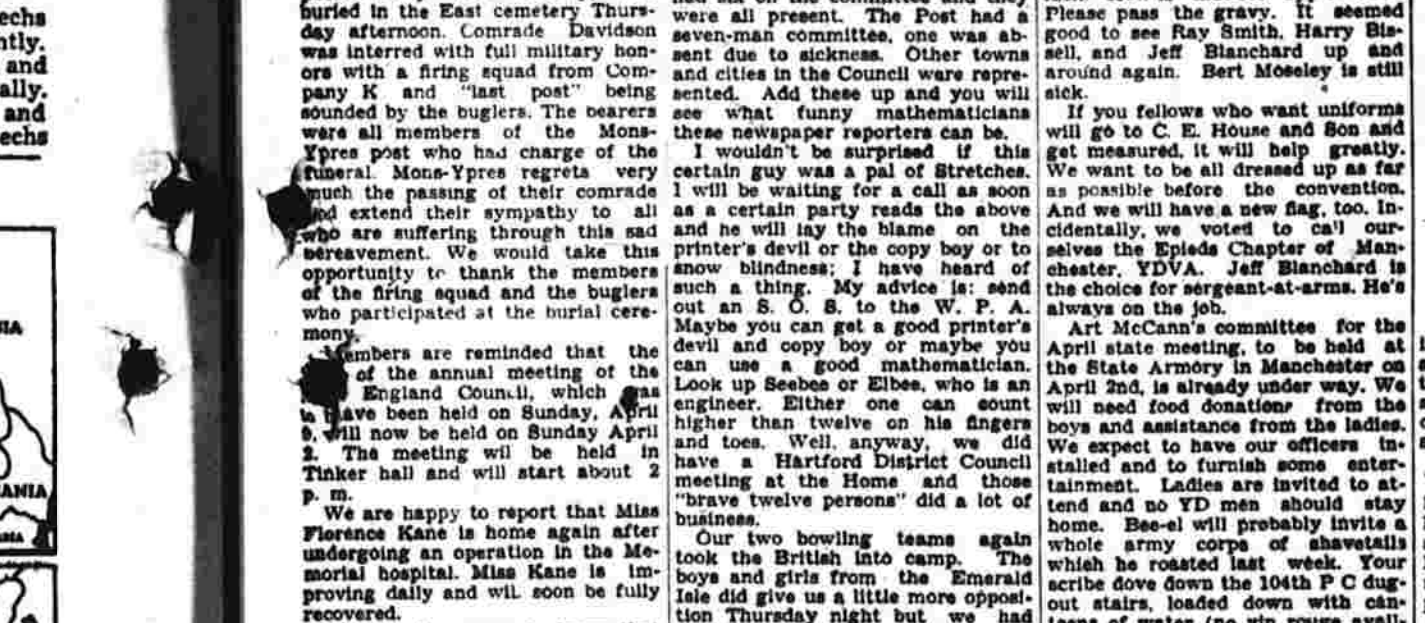 echs
ntly.
and
ally.
and
echs
SIA
ANIA
buried in the East cemetery Thurs-
day afternoon. Comrade Davidson
was interred with full military hon-
ors with a firing squad from Com-
pany K and "last post" being
sounded by the buglers. The bearers
were all members of the Mons-
Ypres post who had charge of the
funeral. Mons-Ypres regrets very
much the passing of their comrade
and extend their sympathy to all
who are suffering through this sad
bereavement. We would take this
opportunity to thank the members
of the firing squad and the buglers
who participated at the burial cere-
mony.
Members are reminded that the
of the annual meeting of the
England Council, which was
have been held on Sunday, April
9, will now be held on Sunday April
2. The meeting wil be held in
Tinker hall and will start about 2
p. m.
We are happy to report that Miss
Florence Kane is home again after
undergoing an operation in the Me-
morial hospital. Miss Kane is im-
proving daily and will soon be fully
recovered.
were all present. The Post had a
seven-man committee, one was ab-
sent due to sickness. Other towns
and cities in the Council were repre-
sented. Add these up and you will
see what funny mathematicians
these newspaper reporters can be.
I wouldn't be surprised if this
certain guy was a pal of Stretches.
I will be waiting for a call as soon
as a certain party reads the above
and he will lay the blame on the
printer's devil or the copy boy or to
snow blindness; I have heard of
such a thing. My advice is: send
out an S. O. S. to the W. P. A.
Maybe you can get a good printer's
devil and copy boy or maybe you
can use a good mathematician.
Look up Seebee or Elbee, who is an
engineer. Either one can count
higher than twelve on his fingers
and toes. Well, anyway, we did
have a Hartford District Council
meeting at the Home and those
"brave twelve persons" did a lot of
business.
Our two bowling teams again
took the British into camp. The
boys and girls from the Emerald
Isle did give us a little more opposi-
tion Thursday night but we had
Please pass the gravy. It seemed
good to see Ray Smith, Harry Bis-
sell, and Jeff Blanchard up and
around again. Bert Moseley is still
sick.
If you fellows who want uniforms
will go to C. E. House and Son and
get measured, it will help greatly.
We want to be all dressed up as far
as possible before the convention.
And we will have a new flag, too. In-
cidentally, we voted to call our-
selves the Epieds Chapter of Man-
chester, YDVA. Jeff Blanchard is
the choice for sergeant-at-arms. He's
always on the job.
Art McCann's committee for the
April state meeting, to be held at
the State Armory in Manchester on
April 2nd, is already under way. We
will need food donations from the
boys and assistance from the ladies.
We expect to have our officers in-
stalled and to furnish some enter-
tainment. Ladies are invited to at-
tend and no YD men should stay
home. Bee-el will probably invite a
whole army corps of shavetails
which he roasted last week. Your
scribe dove down the 104th P C dug-
out stairs, loaded down with can-